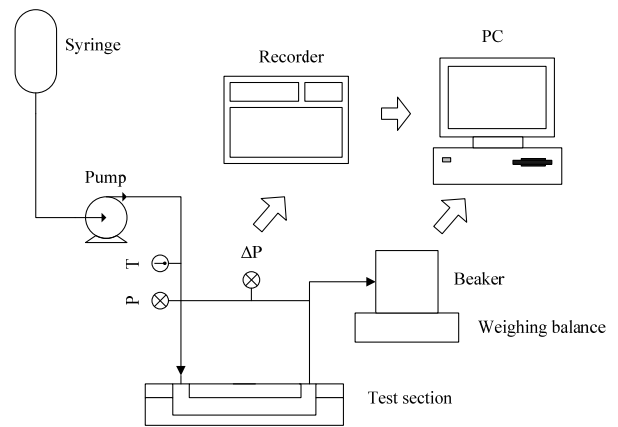 Syringe
Recorder
PC
Pump
T
ΔP
P
Beaker
Weighing balance
Test section